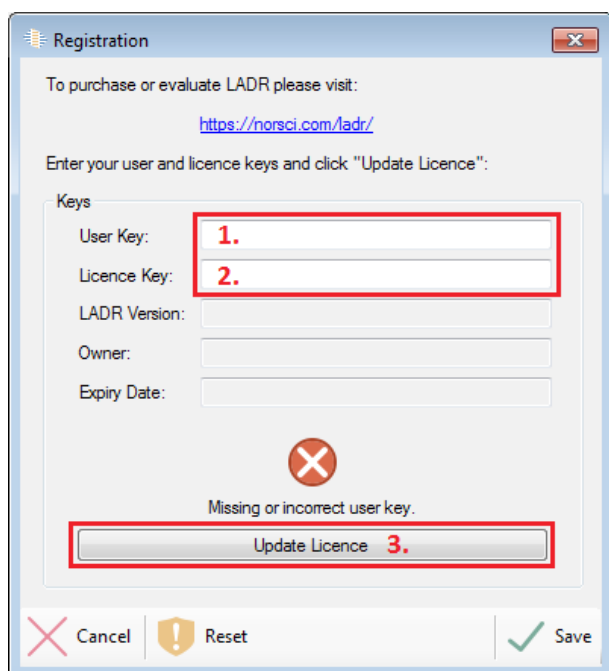 Registration
To purchase or evaluate LADR please visit:
https://norsci.com/ladr/
Enter your user and licence keys and click "Update Licence":
Keys
User Key: 1.
Licence Key: 2.
LADR Version:
Owner:
Expiry Date:
Missing or incorrect user key.
Update Licence 3.
Cancel Reset Save